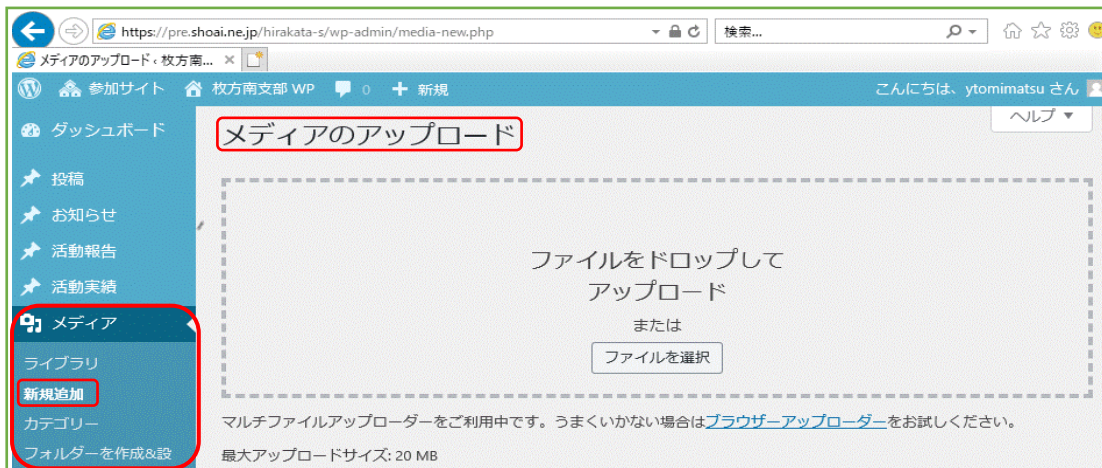 https://pre.shoai.ne.jp/hirakata-s/wp-admin/media-new.php
検索...
メディアのアップロード ‹ 枚方南...
参加サイト 枚方南支部 WP 0 新規 こんにちは、ytomimatsu さん
ダッシュボード
メディアのアップロード
ヘルプ
投稿
お知らせ
活動報告
活動実績
メディア
ライブラリ
新規追加
カテゴリー
フォルダーを作成&設
ファイルをドロップして
アップロード
または
ファイルを選択
マルチファイルアップローダーをご利用中です。うまくいかない場合はブラウザーアップローダーをお試しください。
最大アップロードサイズ: 20 MB